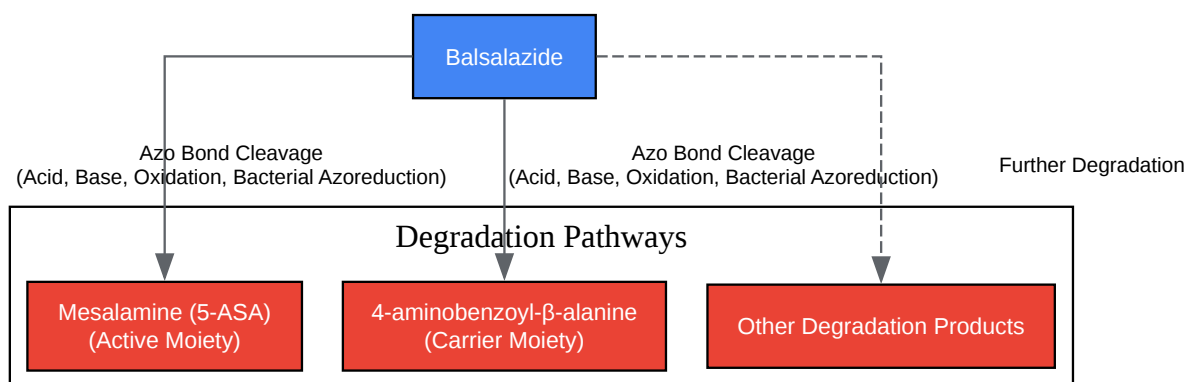 Balsalazide
Azo Bond Cleavage
(Acid, Base, Oxidation, Bacterial Azoreduction)
Azo Bond Cleavage
(Acid, Base, Oxidation, Bacterial Azoreduction)
Further Degradation
Degradation Pathways
Mesalamine (5-ASA)
(Active Moiety)
4-aminobenzoyl-β-alanine
(Carrier Moiety)
Other Degradation Products